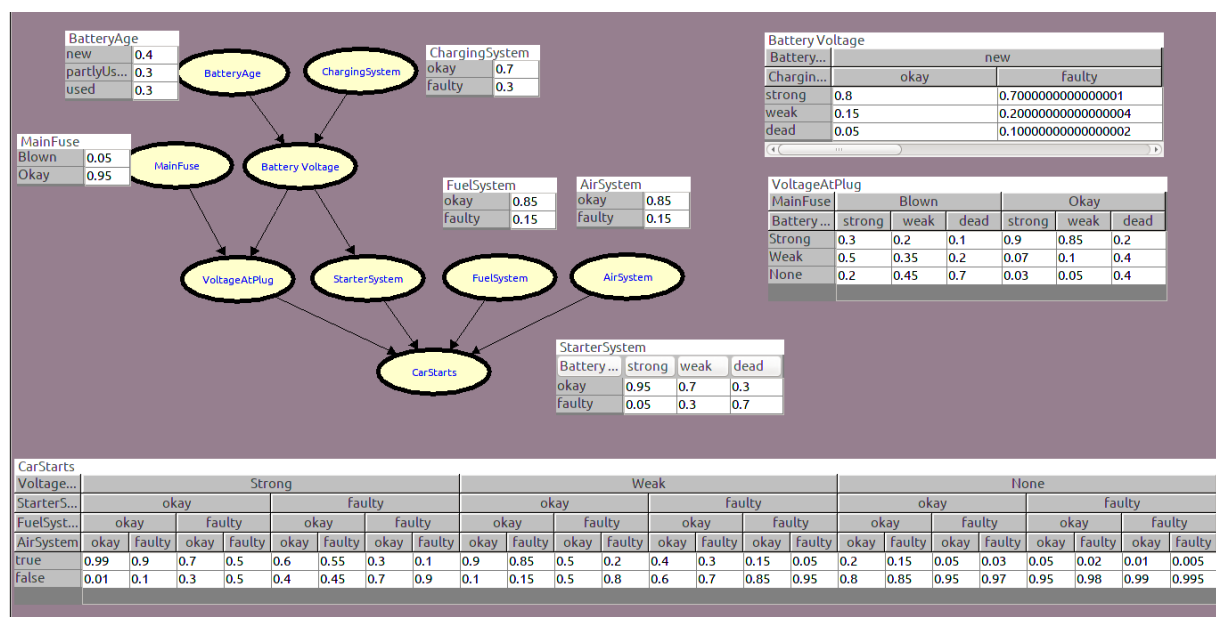 BatteryAge
new 0.4
partlyUs... 0.3
used 0.3
BatteryAge
ChargingSystem
ChargingSystem
okay 0.7
faulty 0.3
MainFuse
Blown 0.05
Okay 0.95
MainFuse
Battery Voltage
FuelSystem
okay 0.85
faulty 0.15
AirSystem
okay 0.85
faulty 0.15
VoltageAtPlug
StarterSystem
FuelSystem
AirSystem
CarStarts
Battery Voltage
Battery... new
Chargin... okay faulty
strong 0.8 0.7000000000000001
weak 0.15 0.20000000000000004
dead 0.05 0.10000000000000002
VoltageAtPlug
MainFuse Blown Okay
Battery ... strong weak dead strong weak dead
Strong 0.3 0.2 0.1 0.9 0.85 0.2
Weak 0.5 0.35 0.2 0.07 0.1 0.4
None 0.2 0.45 0.7 0.03 0.05 0.4
StarterSystem
Battery ... strong weak dead
okay 0.95 0.7 0.3
faulty 0.05 0.3 0.7
CarStarts
Voltage... Strong Weak None
StarterS... okay faulty okay faulty okay faulty
FuelSyst... okay faulty okay faulty okay faulty okay faulty okay faulty okay faulty
AirSystem okay faulty okay faulty okay faulty okay faulty okay faulty okay faulty okay faulty okay faulty okay faulty okay faulty okay faulty okay faulty
true 0.99 0.9 0.7 0.5 0.6 0.55 0.3 0.1 0.9 0.85 0.5 0.2 0.4 0.3 0.15 0.05 0.2 0.15 0.05 0.03 0.05 0.02 0.01 0.005
false 0.01 0.1 0.3 0.5 0.4 0.45 0.7 0.9 0.1 0.15 0.5 0.8 0.6 0.7 0.85 0.95 0.8 0.85 0.95 0.97 0.95 0.98 0.99 0.995